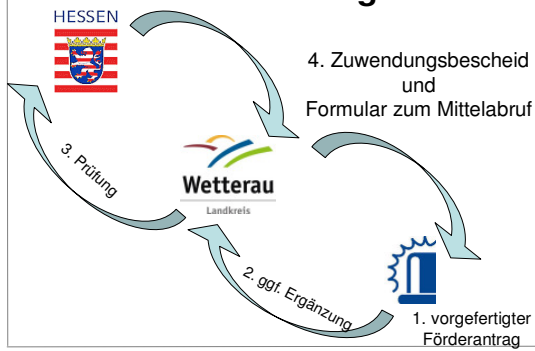 HESSEN
4. Zuwendungsbescheid
und
Formular zum Mittelabruf
3. Prüfung
Wetterau
Landkreis
2. ggf. Ergänzung
1. vorgefertigter
Förderantrag